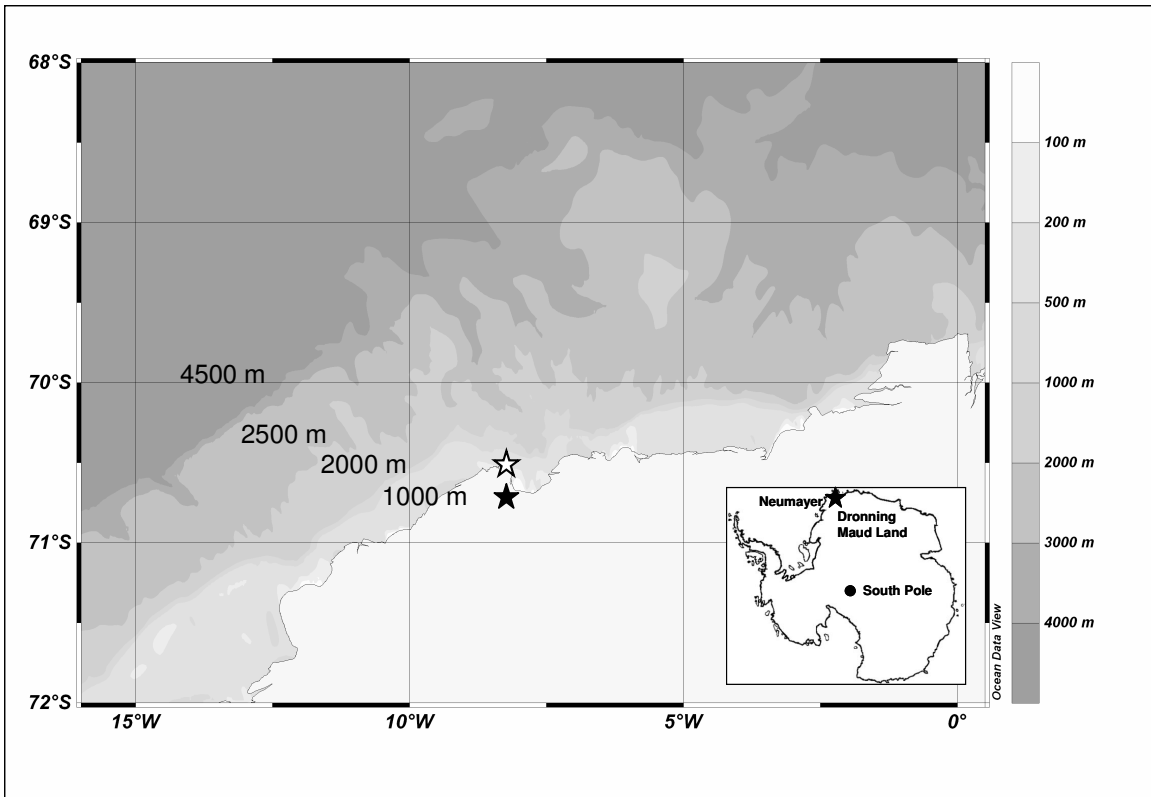 68°S
69°S
70°S
71°S
72°S
15°W
10°W
5°W
0°
4500 m
2500 m
2000 m
1000 m
Neumayer
Dronning
Maud Land
South Pole
Ocean Data View
100 m
200 m
500 m
1000 m
2000 m
3000 m
4000 m